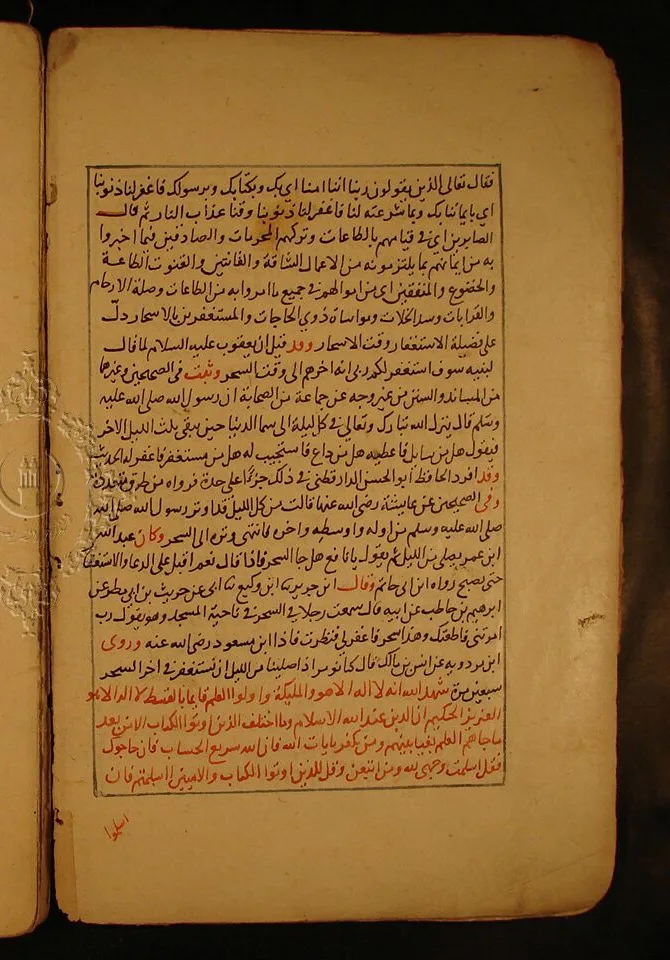 فقال تعالى الذين يقولون ربنا اننا امنا اي بك وبكتابك وبرسولك فاغفر لنا ذنوبنا
اي بايماننا بك وبما شرعته لنا فاغفر لنا ذنوبنا وقنا عذاب النار ثم قال
الصابرين اي في قيامهم بالطاعات وتركهم المحرمات والصادقين فيما اخبروا
به من ايمانهم بما يلتزمونه من الاعمال الشاقة والقانتين والقنوت الطاعة
والخضوع والمنفقين اي من اموالهم في جميع ما امروا به من الطاعات وصلة الارحام
والقرابات وسد الخلات ومواساة ذوي الحاجات والمستغفرين بالاسحار دل
على فضيلة الاستغفار وقت الاسحار وقد قيل ان يعقوب عليه السلام لما قال
لبنيه سوف استغفر لكم ربي انه اخرهم الى وقت السحر وثبت في الصحيحين وغيرها
من المساند والسنن من غير وجه عن جماعة من الصحابة ان رسول الله صلى الله عليه
وسلم قال ينزل الله تبارك وتعالى في كل ليلة الى سما الدنيا حين يبقى ثلث الليل الاخر
فيقول هل من سايل فاعطيه هل من داع فاستجيب له هل من مستغفر فاغفر له الحديث
وقد افرد الحافظ ابو الحسن الدارقطني في ذلك جزءا على حدة فرواه من طرق متعددة
وفي الصحيحين عن عايشة رضي الله عنها قالت من كل الليل قد اوتر رسول الله صلى الله
صلى الله عليه وسلم من اوله واوسطه واخره فانتهى وتره الى السحر وكان عبد الله
ابن عمر يصلي من الليل ثم يقول يا نافع هل جا السحر فاذا قال نعم اقبل على الدعا والاستغفار
حتى يصبح رواه ابن ابي حاتم وقال ابن جرير ثنا ابن وكيع ثنا ابي عن حريث بن ابي مطر عن
ابرهيم بن حاطب عن ابيه قال سمعت رجلا في السحر في ناحية المسجد وهو يقول رب
امرتني فاطعتك وهذا سحر فاغفر لي فنظرت فاذا ابن مسعود رضي الله عنه وروى
ابن مردويه عن انس بن مالك قال كنا نومر اذا صلينا من الليل ان نستغفر في اخر السحر
سبعين مرة شهد الله انه لا اله الا هو والمليكة واولوا العلم قايما بالقسط لا اله الا هو
العزيز الحكيم ان الدين عند الله الاسلام وما اختلف الذين اوتوا الكتاب الا من بعد
ما جاهم العلم بغيا بينهم ومن يكفر بايات الله فان الله سريع الحساب فان حاجوك
فقل اسلمت وجهي لله ومن اتبعن وقل للذين اوتوا الكتاب والاميين ااسلمتم فان
اسلموا